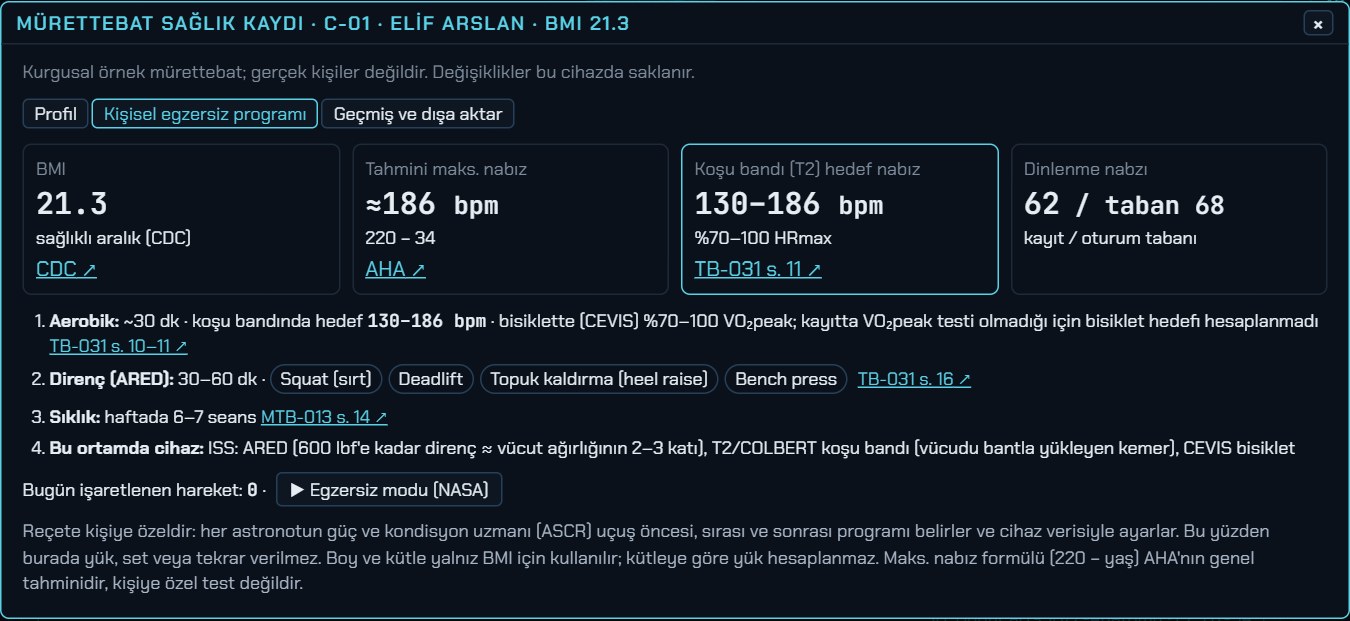 MÜRETTEBAT SAĞLIK KAYDI · C-01 · ELİF ARSLAN · BMI 21.3
×
Kurgusal örnek mürettebat; gerçek kişiler değildir. Değişiklikler bu cihazda saklanır.
Profil
Kişisel egzersiz programı
Geçmiş ve dışa aktar
BMI
21.3
sağlıklı aralık (CDC)
CDC ↗
Tahmini maks. nabız
≈186 bpm
220 – 34
AHA ↗
Koşu bandı (T2) hedef nabız
130–186 bpm
%70–100 HRmax
TB-031 s. 11 ↗
Dinlenme nabzı
62 / taban 68
kayıt / oturum tabanı
1. Aerobik: ~30 dk · koşu bandında hedef 130–186 bpm · bisiklette (CEVIS) %70–100 VO₂peak; kayıtta VO₂peak testi olmadığı için bisiklet hedefi hesaplanmadı
TB-031 s. 10–11 ↗
2. Direnç (ARED): 30–60 dk · Squat (sırt) Deadlift Topuk kaldırma (heel raise) Bench press TB-031 s. 16 ↗
3. Sıklık: haftada 6–7 seans MTB-013 s. 14 ↗
4. Bu ortamda cihaz: ISS: ARED (600 lbf'e kadar direnç ≈ vücut ağırlığının 2–3 katı), T2/COLBERT koşu bandı (vücudu bantla yükleyen kemer), CEVIS bisiklet
Bugün işaretlenen hareket: 0 · ▶ Egzersiz modu (NASA)
Reçete kişiye özeldir: her astronotun güç ve kondisyon uzmanı (ASCR) uçuş öncesi, sırası ve sonrası programı belirler ve cihaz verisiyle ayarlar. Bu yüzden
burada yük, set veya tekrar verilmez. Boy ve kütle yalnız BMI için kullanılır; kütleye göre yük hesaplanmaz. Maks. nabız formülü (220 – yaş) AHA'nın genel
tahminidir, kişiye özel test değildir.